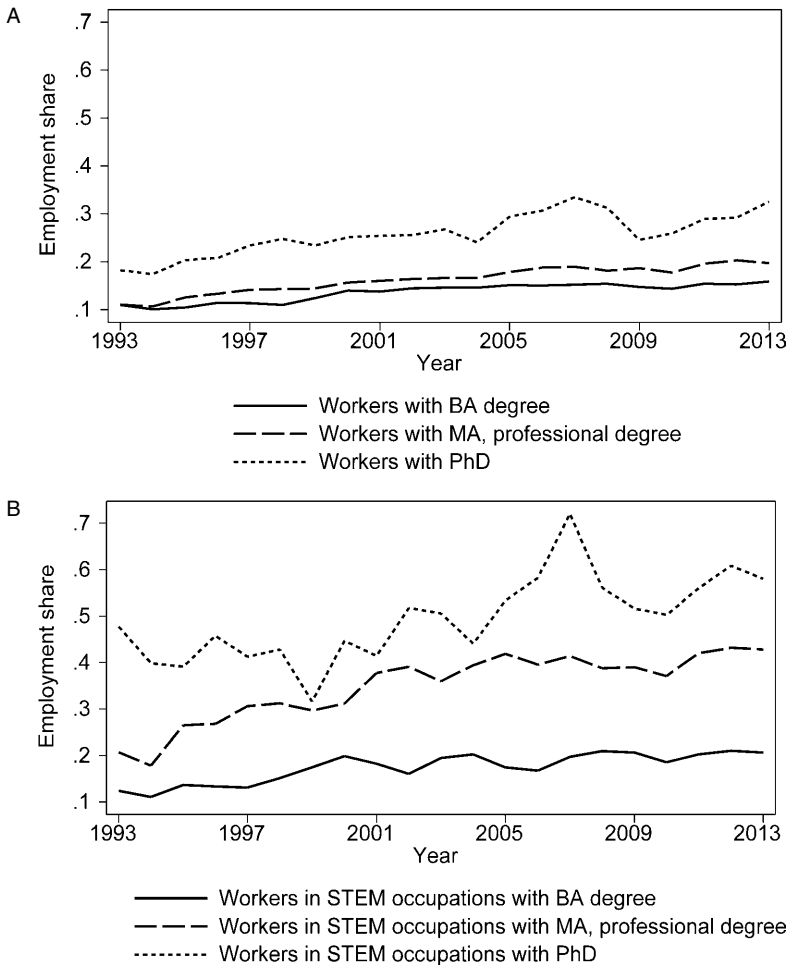 A
Employment share
.7
.6
.5
.4
.3
.2
.1
1993 1997 2001 2005 2009 2013
Year
Workers with BA degree
Workers with MA, professional degree
Workers with PhD
B
Employment share
.7
.6
.5
.4
.3
.2
.1
1993 1997 2001 2005 2009 2013
Year
Workers in STEM occupations with BA degree
Workers in STEM occupations with MA, professional degree
Workers in STEM occupations with PhD